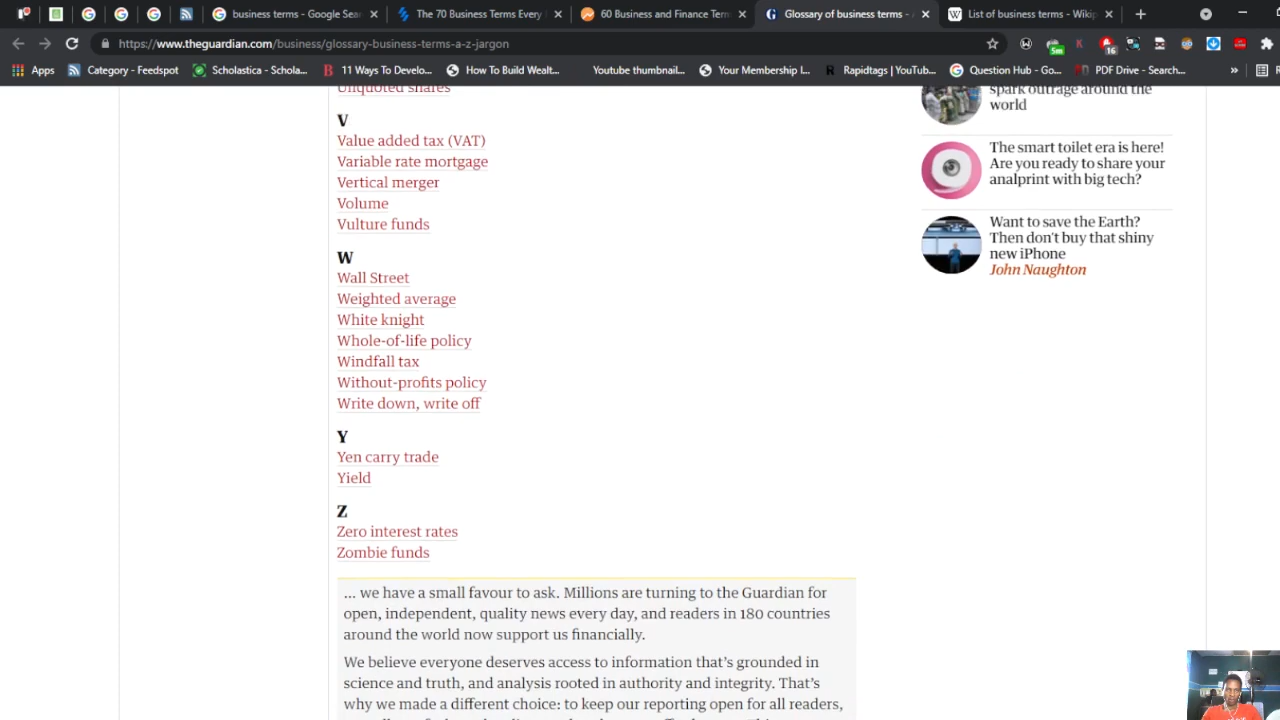 business terms - Google Sea
The 70 Business Terms Every
60 Business and Finance Term
Glossary of business terms -
List of business terms - Wikip
https://www.theguardian.com/business/glossary-business-terms-a-z-jargon
5m
16
Apps
Category - Feedspot
Scholastica - Schola...
11 Ways To Develo...
How To Build Wealt...
Youtube thumbnail...
Your Membership I...
Rapidtags | YouTub...
Question Hub - Go...
PDF Drive - Search...
Unquoted shares
V
Value added tax (VAT)
Variable rate mortgage
Vertical merger
Volume
Vulture funds
W
Wall Street
Weighted average
White knight
Whole-of-life policy
Windfall tax
Without-profits policy
Write down, write off
Y
Yen carry trade
Yield
Z
Zero interest rates
Zombie funds
... we have a small favour to ask. Millions are turning to the Guardian for
open, independent, quality news every day, and readers in 180 countries
around the world now support us financially.
We believe everyone deserves access to information that's grounded in
science and truth, and analysis rooted in authority and integrity. That's
why we made a different choice: to keep our reporting open for all readers,
spark outrage around the
world
The smart toilet era is here!
Are you ready to share your
analprint with big tech?
Want to save the Earth?
Then don't buy that shiny
new iPhone
John Naughton